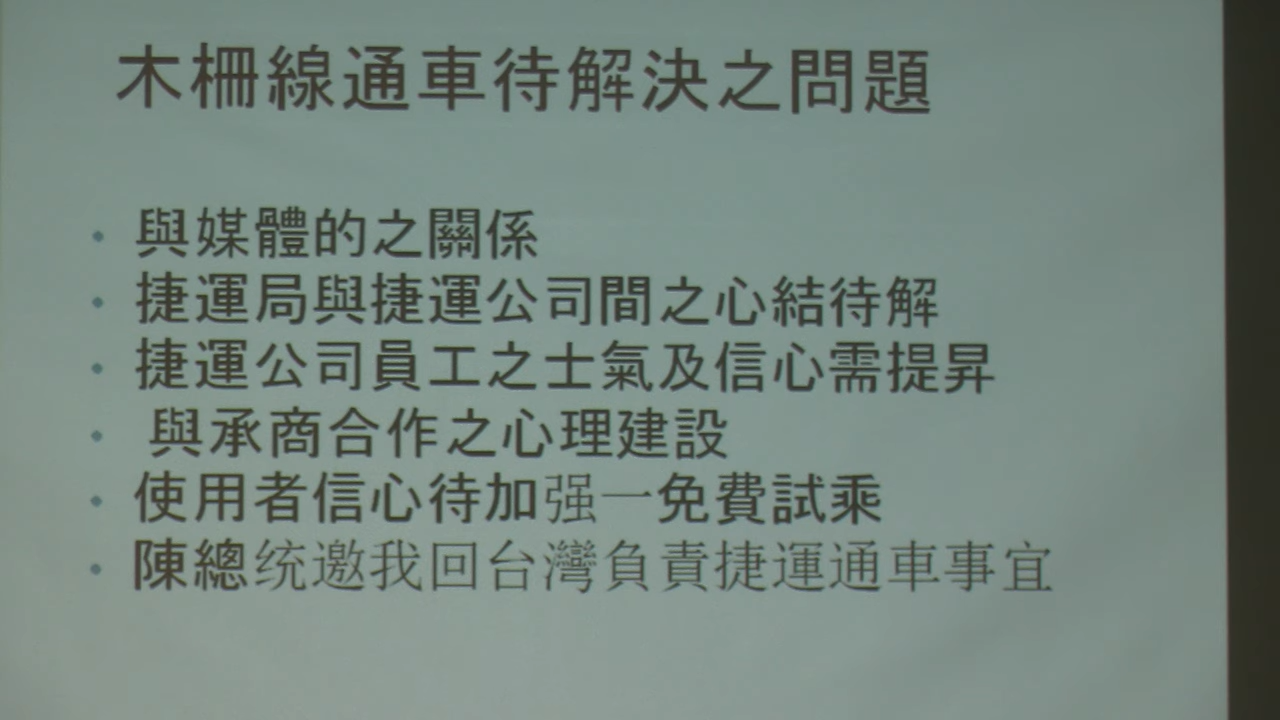 木柵線通車待解決之問題
• 與媒體的之關係
• 捷運局與捷運公司間之心結待解
• 捷運公司員工之士氣及信心需提昇
• 與承商合作之心理建設
• 使用者信心待加强一免費試乘
• 陳總统邀我回台灣負責捷運通車事宜